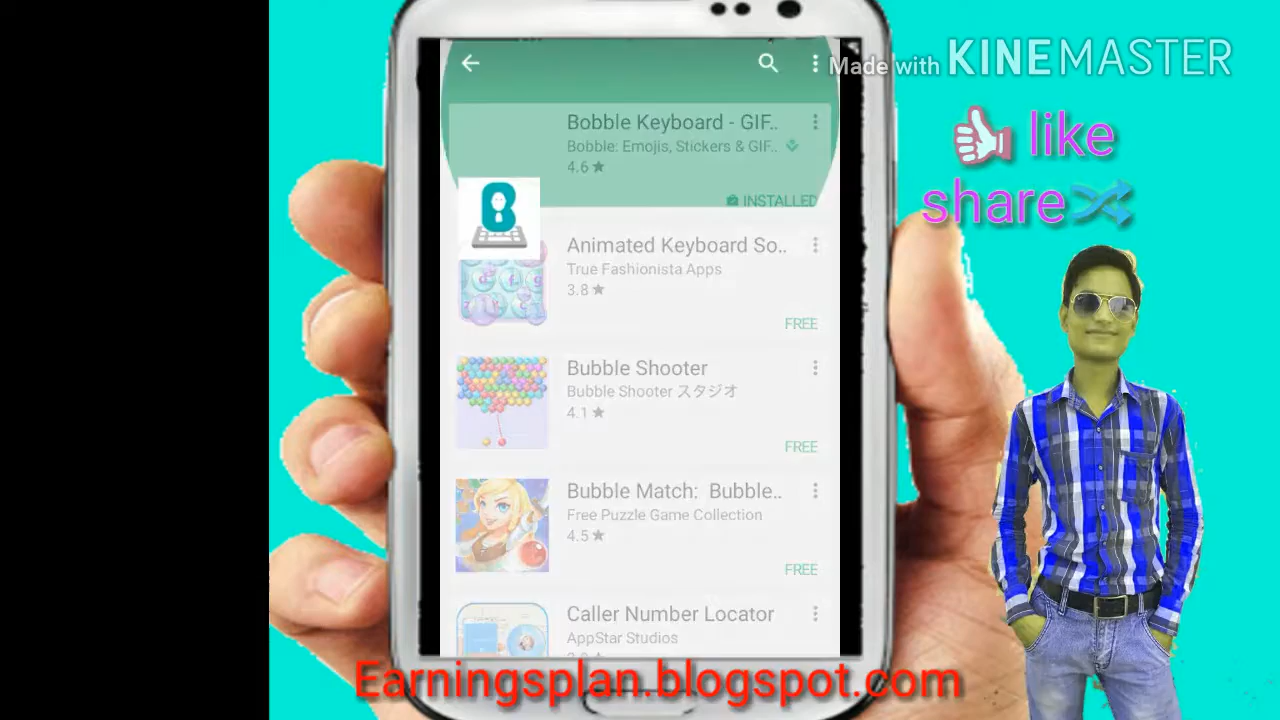 Made with KINEMASTER
like
share
Bobble Keyboard - GIF..
Bobble: Emojis, Stickers & GIF..
4.6★
INSTALLED
Animated Keyboard So..
True Fashionista Apps
3.8★
FREE
Bubble Shooter
Bubble Shooter スタジオ
4.1★
FREE
Bubble Match: Bubble..
Free Puzzle Game Collection
4.5★
FREE
Caller Number Locator
AppStar Studios
Earningsplan.blogspot.com